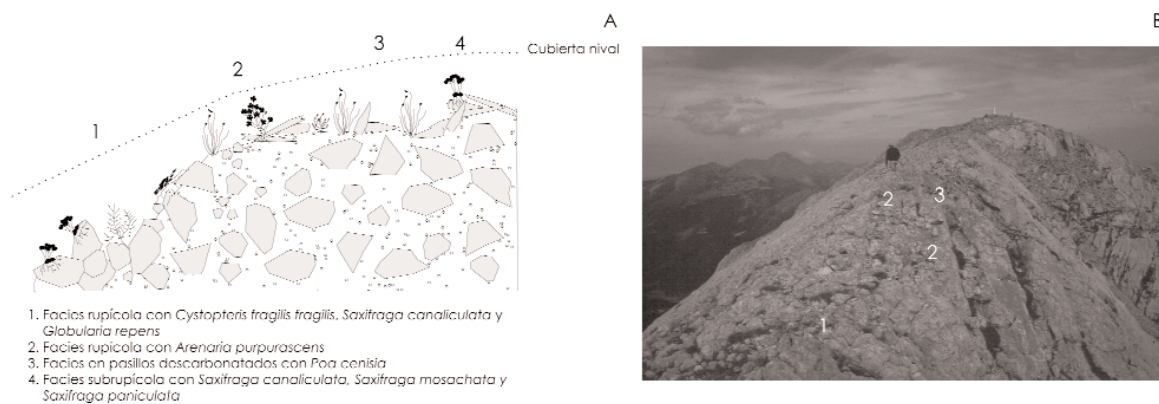 A
B
1
2
3
4
Cubierta nival
2
3
2
1
1. Facies rupícola con Cystopteris fragilis fragilis, Saxifraga canaliculata y
Globularia repens
2. Facies rupícola con Arenaria purpurascens
3. Facies en pasillos descarbonatados con Poa cenisia
4. Facies subrupícola con Saxifraga canaliculata, Saxifraga mosachata y
Saxifraga paniculata